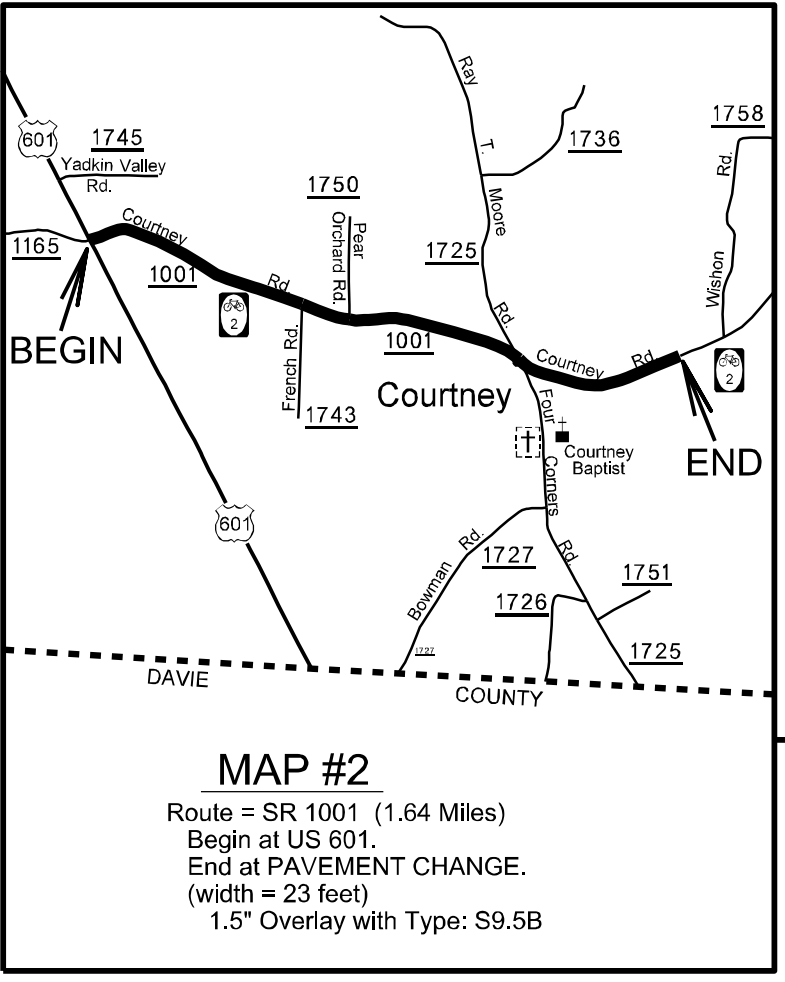 Ray
T.
Moore
Rd.
601
1745
Yadkin Valley
Rd.
1736
1758
Rd.
Wishon
1750
Pear
Orchard Rd.
1165
Courtney
1001
Rd
2
1725
BEGIN
French Rd.
1743
1001
Courtney
Rd
2
Courtney
Four
Corners
Rd.
Courtney
Baptist
END
601
Bowman
Rd.
1727
1727
1726
1751
1725
DAVIE
COUNTY
MAP #2
Route = SR 1001 (1.64 Miles)
Begin at US 601.
End at PAVEMENT CHANGE.
(width = 23 feet)
1.5" Overlay with Type: S9.5B